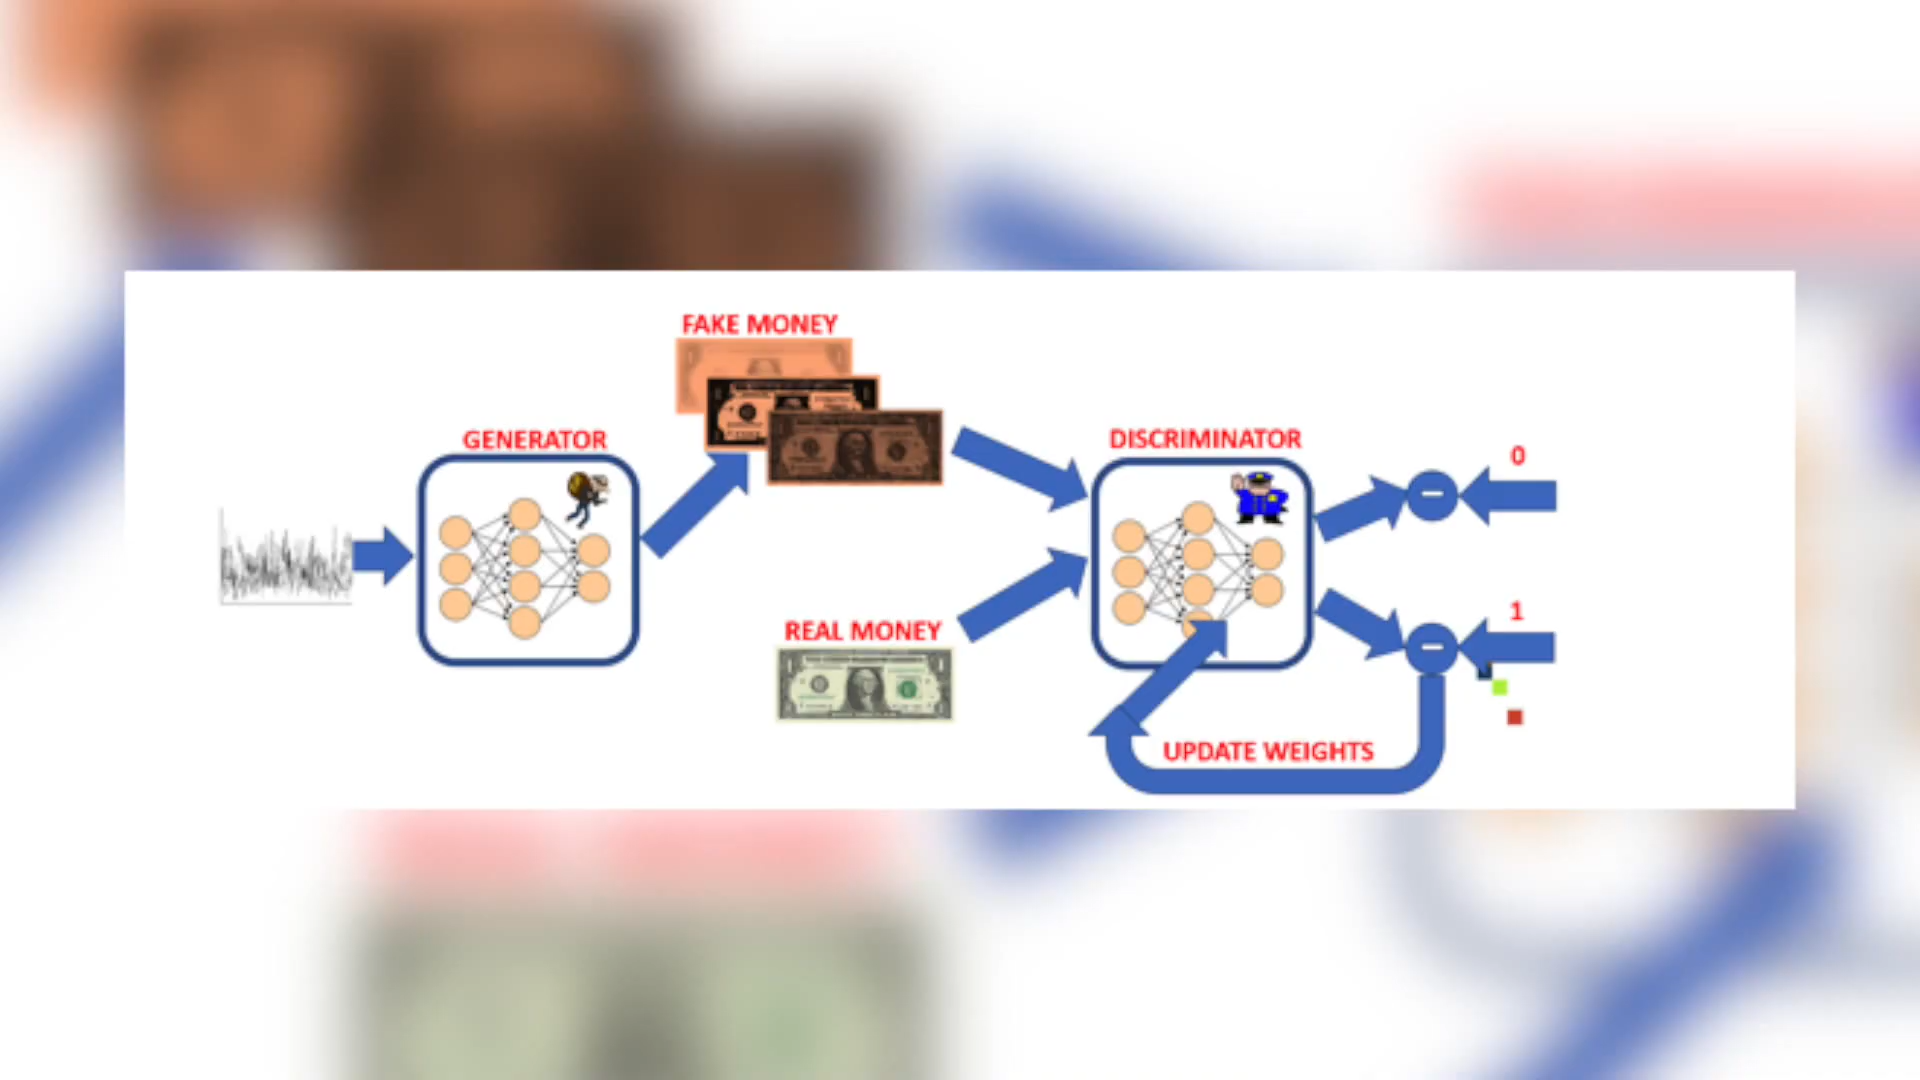 FAKE MONEY
GENERATOR
DISCRIMINATOR
0
1
REAL MONEY
UPDATE WEIGHTS